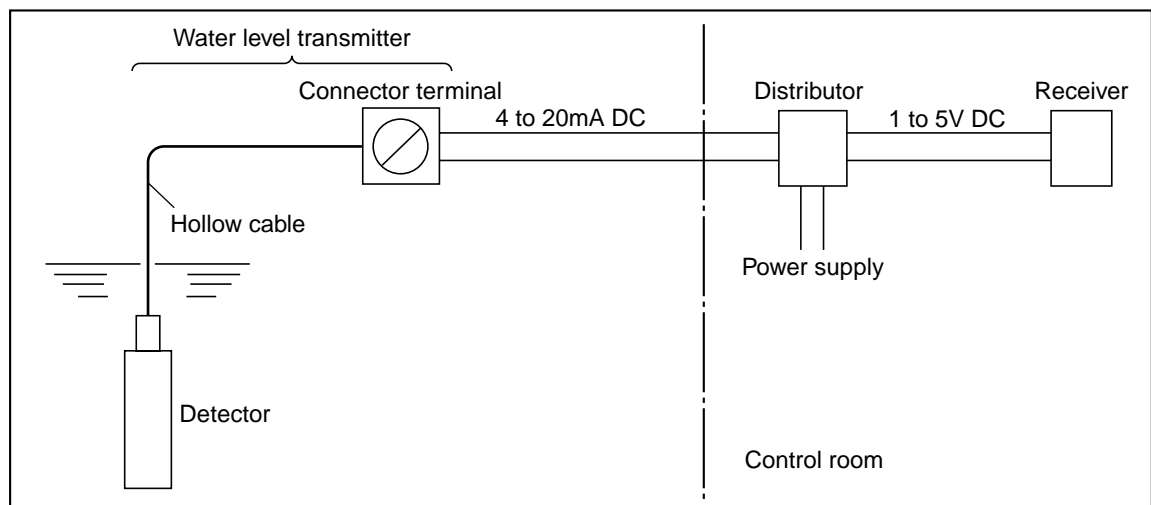 Water level transmitter
Connector terminal
Distributor
Receiver
4 to 20mA DC
1 to 5V DC
Hollow cable
Power supply
Detector
Control room